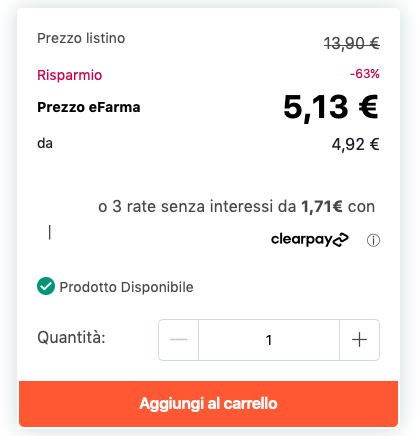 Prezzo listino 13,90 €
Risparmio -63%
Prezzo eFarma 5,13 €
da 4,92 €
o 3 rate senza interessi da 1,71€ con
clearpay
Prodotto Disponibile
Quantità: 1
Aggiungi al carrello